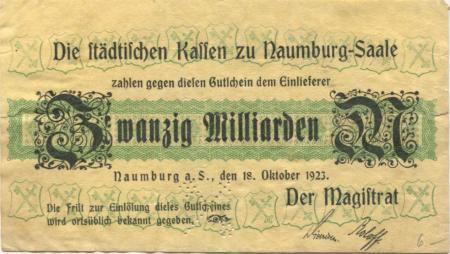 Die städtischen Kassen zu Naumburg-Saale
zahlen gegen diesen Gutschein dem Einlieferer
Zwanzig Milliarden M
Naumburg a.S., den 18. Oktober 1923.
Der Magistrat
Die Frist zur Einlösung dieses Gutscheines
wird ortsüblich bekannt gegeben.
6.-